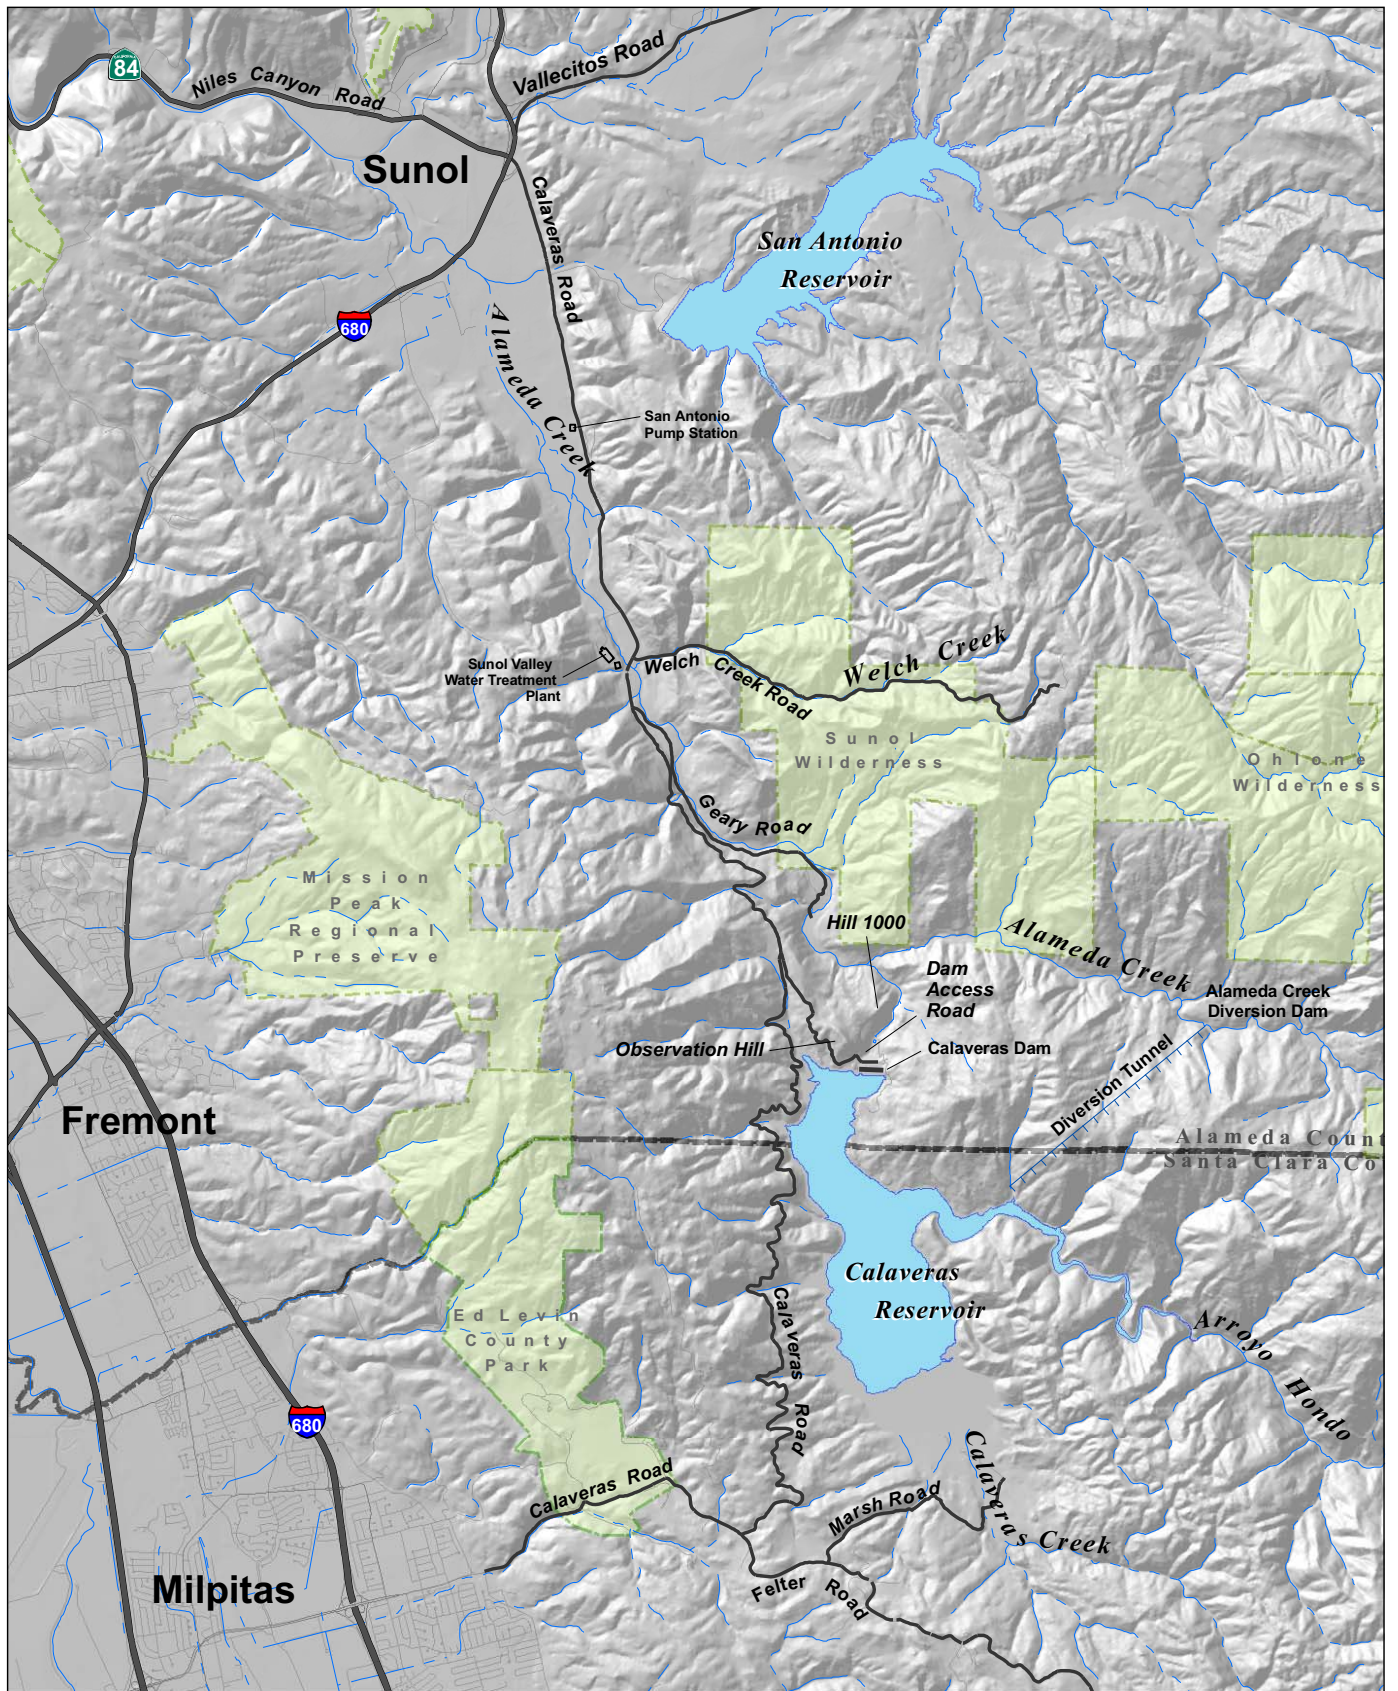 CALIFORNIA
84
Niles Canyon Road
Vallecitos Road
Sunol
Calaveras Road
San Antonio
Reservoir
680
Alameda Creek
San Antonio
Pump Station
Sunol Valley
Water Treatment
Plant
Welch Creek Road
Welch Creek
Sunol
Wilderness
Ohlone
Wilderness
Geary Road
Mission
Peak
Regional
Preserve
Hill 1000
Alameda Creek
Dam
Access
Road
Alameda Creek
Diversion Dam
Observation Hill
Calaveras Dam
Diversion Tunnel
Fremont
Alameda Count
Santa Clara Co
Calaveras
Reservoir
Ed Levin
County
Park
Calaveras Road
Arroyo Hondo
680
Calaveras Road
Marsh Road
Calaveras Creek
Milpitas
Felter Road